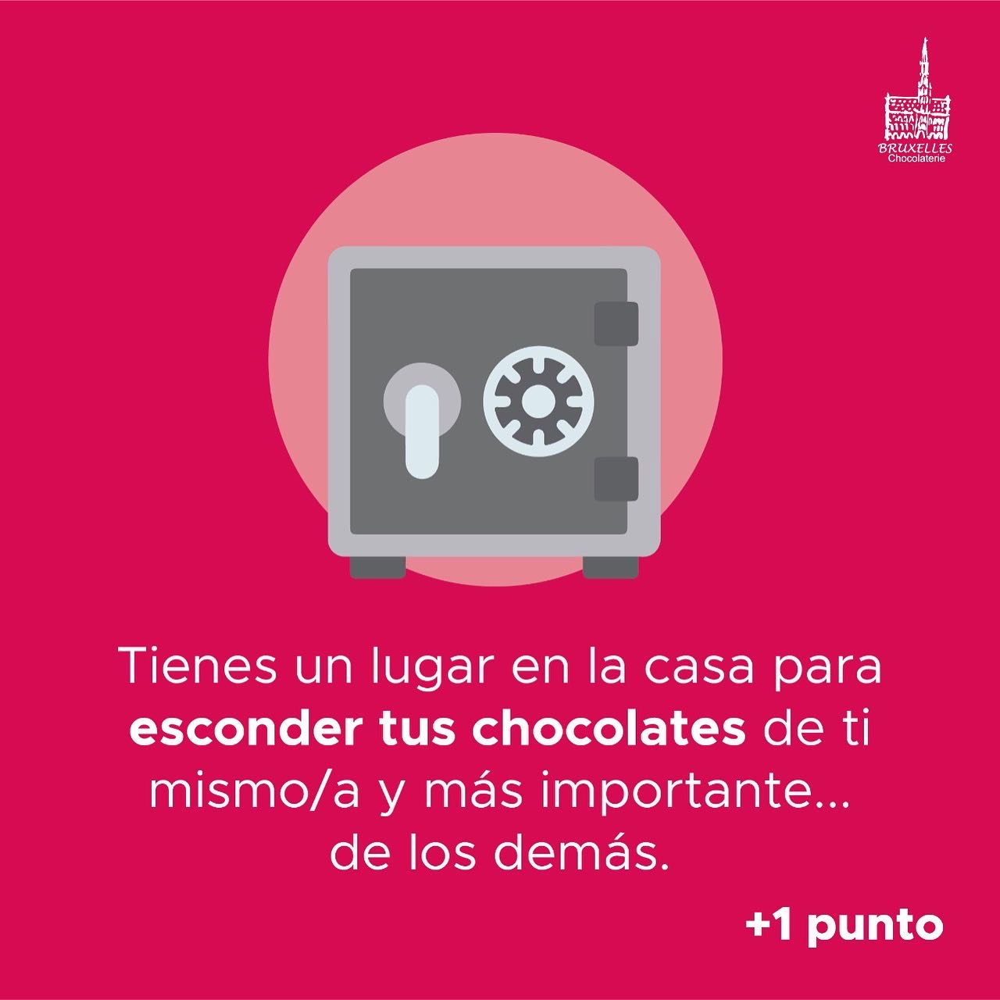 BRUXELLES
Chocolaterie
Tienes un lugar en la casa para
esconder tus chocolates de ti
mismo/a y más importante...
de los demás.
+1 punto